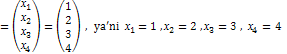 = (x₁ x₂ x₃ x₄) = (1 2 3 4) , ya'ni x₁ = 1 ,x₂ = 2 ,x₃ = 3 , x₄ = 4